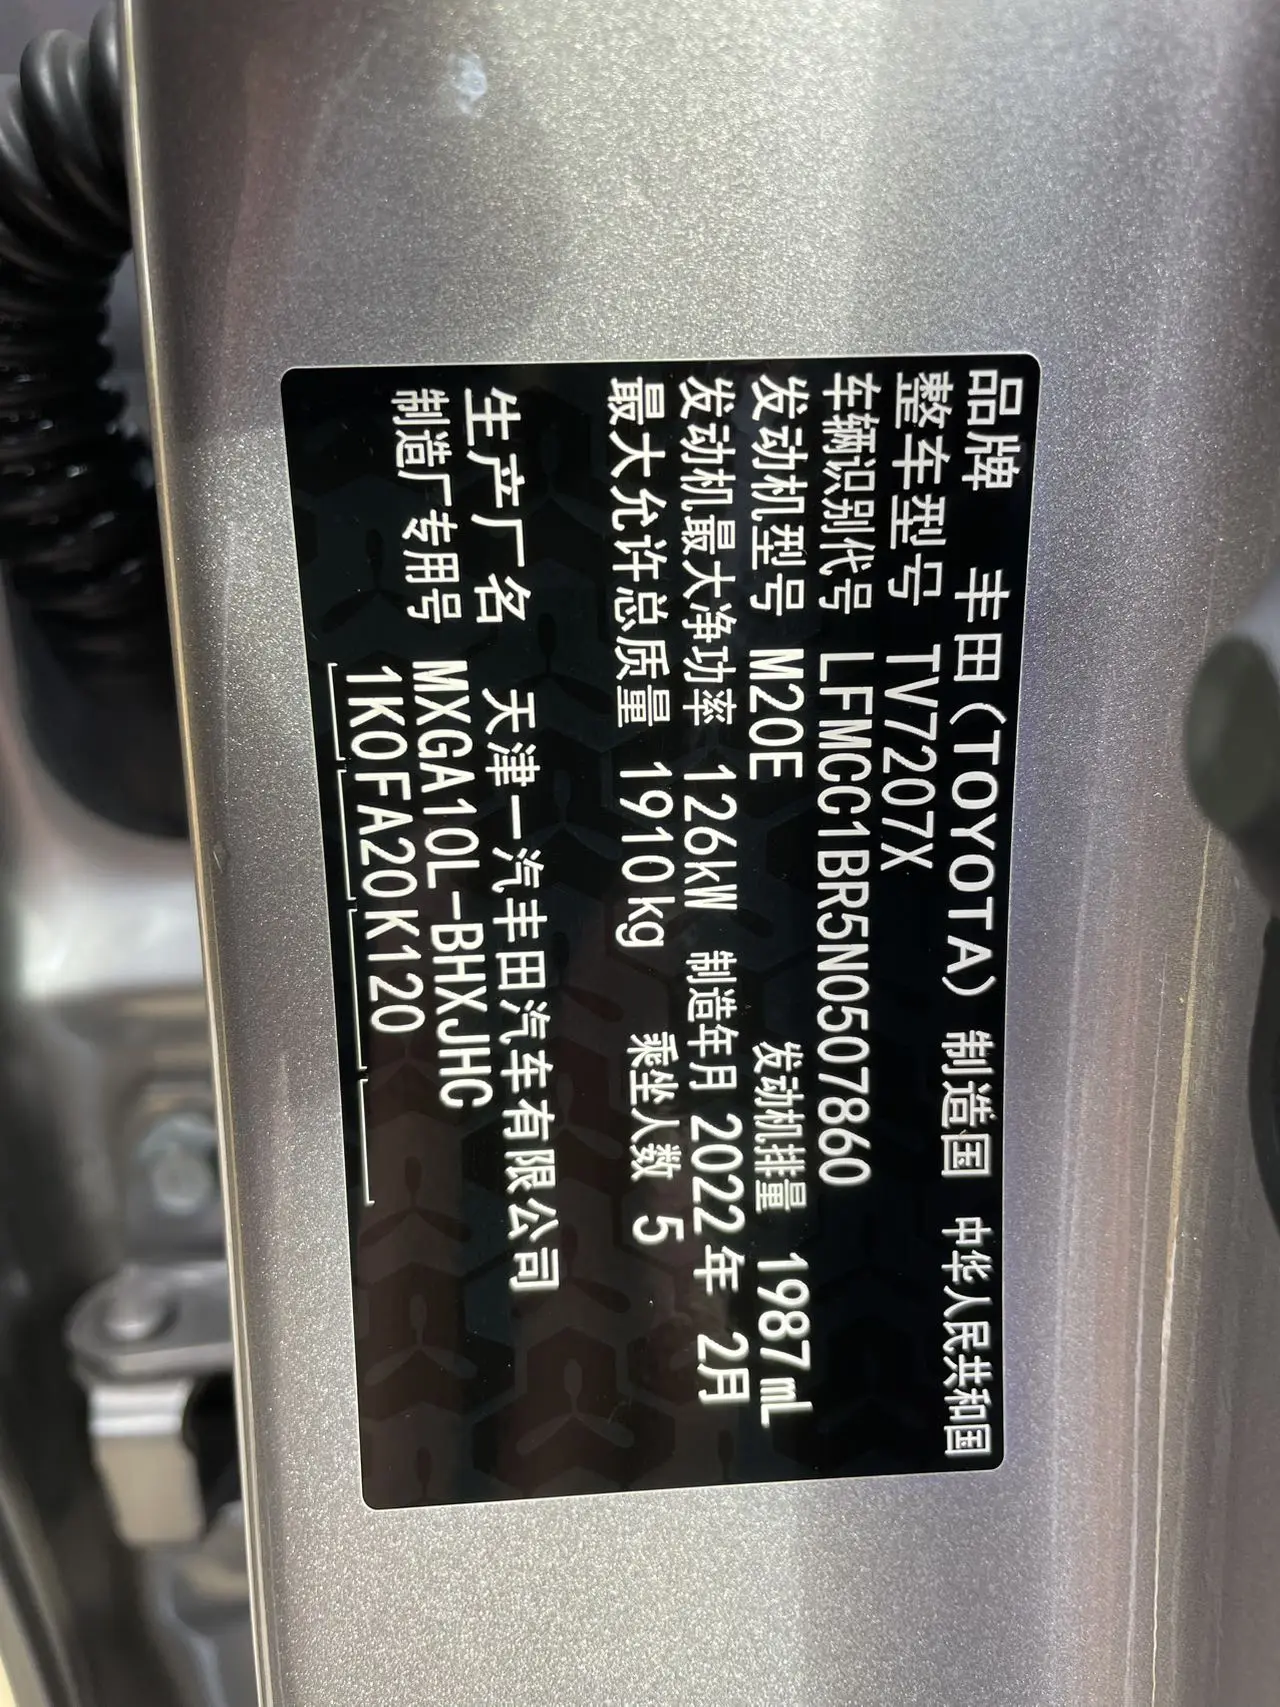 品牌 丰田(TOYOTA) 制造国 中华人民共和国
整车型号 TV7207X
车辆识别代号 LFMCC1BR5N0507860
发动机型号 M20E 发动机排量 1987mL
发动机最大净功率 126kW 制造年月 2022年 2月
最大允许总质量 1910kg 乘坐人数 5
生产厂名 天津一汽丰田汽车有限公司
制造厂专用号 MXGA10L-BHXJHC
1K0FA20K120